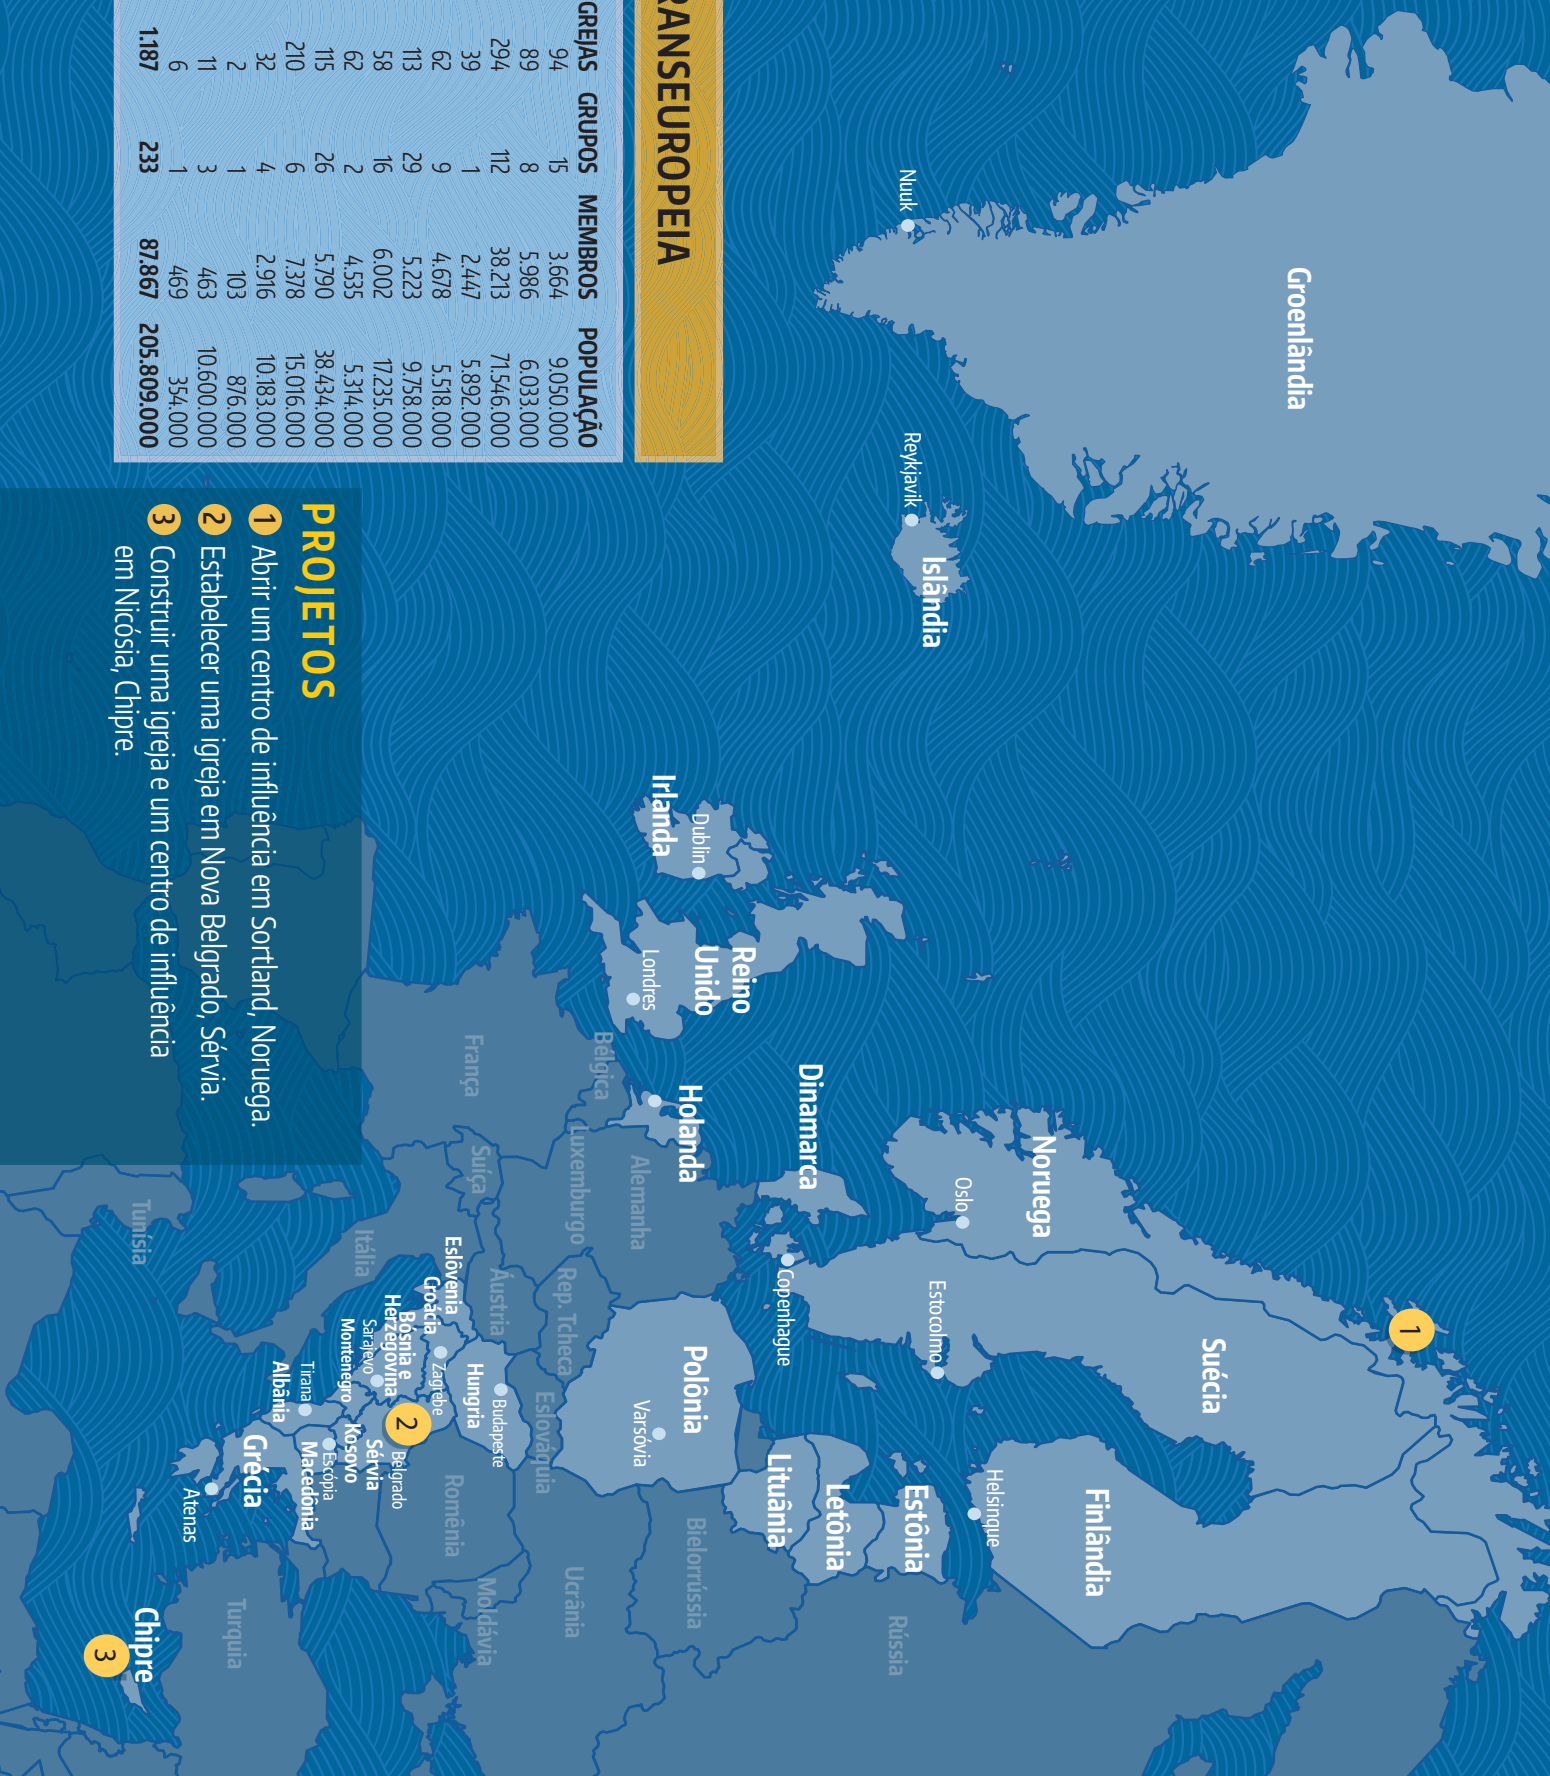 RANSEUROPEIA
GREJAS GRUPOS MEMBROS POPULAÇÃO
94 15 3.664 9.050.000
89 8 5.986 6.033.000
294 112 38.213 71.546.000
39 1 2.447 5.892.000
62 9 4.678 5.518.000
113 29 5.223 9.758.000
58 16 6.002 17.235.000
62 2 4.535 5.314.000
115 26 5.790 38.434.000
210 6 7.378 15.016.000
32 4 2.916 10.183.000
2 1 103 876.000
11 3 463 10.600.000
6 1 469 354.000
1.187 233 87.867 205.809.000
PROJETOS
1 Abrir um centro de influência em Sortland, Noruega.
2 Estabelecer uma igreja em Nova Belgrado, Sérvia.
3 Construir uma igreja e um centro de influência
em Nicósia, Chipre.
Groenlândia
Nuuk
Reykjavik
Islândia
1
Suécia
Finlândia
Noruega
Oslo
Estocolmo
Helsinque
Estônia
Rússia
Letônia
Dinamarca
Copenhague
Lituânia
Irlanda
Dublin
Reino
Unido
Londres
Holanda
Polônia
Varsóvia
Bielorrússia
Alemanha
Bélgica
Luxemburgo
Rep. Tcheca
Ucrânia
Eslováquia
França
Suíça
Áustria
Budapeste
Hungria
Moldávia
Eslôvenia
Croácia
Zagrebe
Romênia
Bósnia e
Herzegovina
2
Belgrado
Itália
Sarajevo
Sérvia
Montenegro
Kosovo
Tirana
Escópia
Albânia
Macedônia
Grécia
Turquia
Atenas
Tunísia
Chipre
3